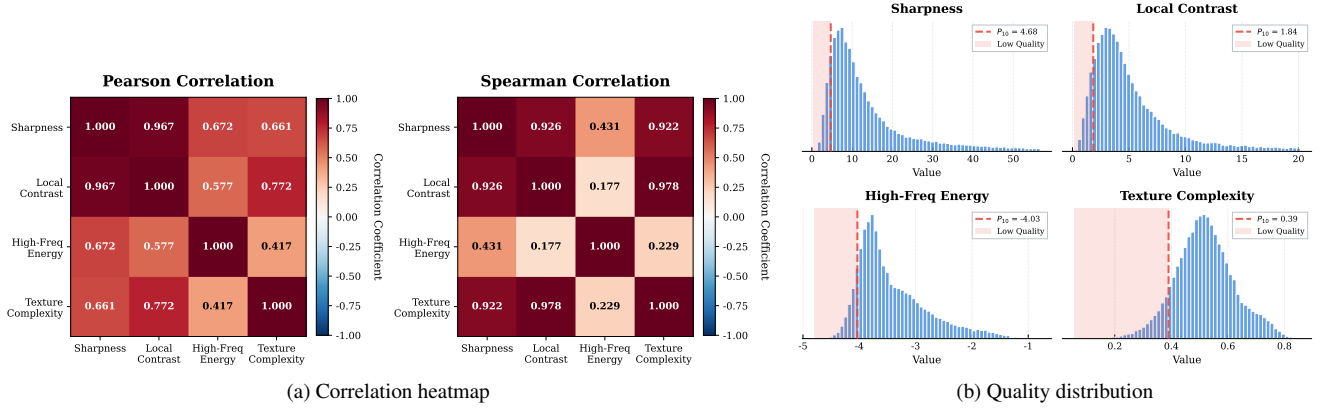 Pearson Correlation
Sharpness
Local
Contrast
High-Freq
Energy
Texture
Complexity
1.000 0.967 0.672 0.661
0.967 1.000 0.577 0.772
0.672 0.577 1.000 0.417
0.661 0.772 0.417 1.000
Sharpness Local
Contrast High-Freq
Energy Texture
Complexity
1.00
0.75
0.50
0.25
0.00
-0.25
-0.50
-0.75
-1.00
Correlation Coefficient
Spearman Correlation
Sharpness
Local
Contrast
High-Freq
Energy
Texture
Complexity
1.000 0.926 0.431 0.922
0.926 1.000 0.177 0.978
0.431 0.177 1.000 0.229
0.922 0.978 0.229 1.000
Sharpness Local
Contrast High-Freq
Energy Texture
Complexity
1.00
0.75
0.50
0.25
0.00
-0.25
-0.50
-0.75
-1.00
Correlation Coefficient
(a) Correlation heatmap
Sharpness
P10 = 4.68
Low Quality
0 10 20 30 40 50
Value
Local Contrast
P10 = 1.84
Low Quality
0 5 10 15 20
Value
High-Freq Energy
P10 = -4.03
Low Quality
-5 -4 -3 -2 -1
Value
Texture Complexity
P10 = 0.39
Low Quality
0.2 0.4 0.6 0.8
Value
(b) Quality distribution